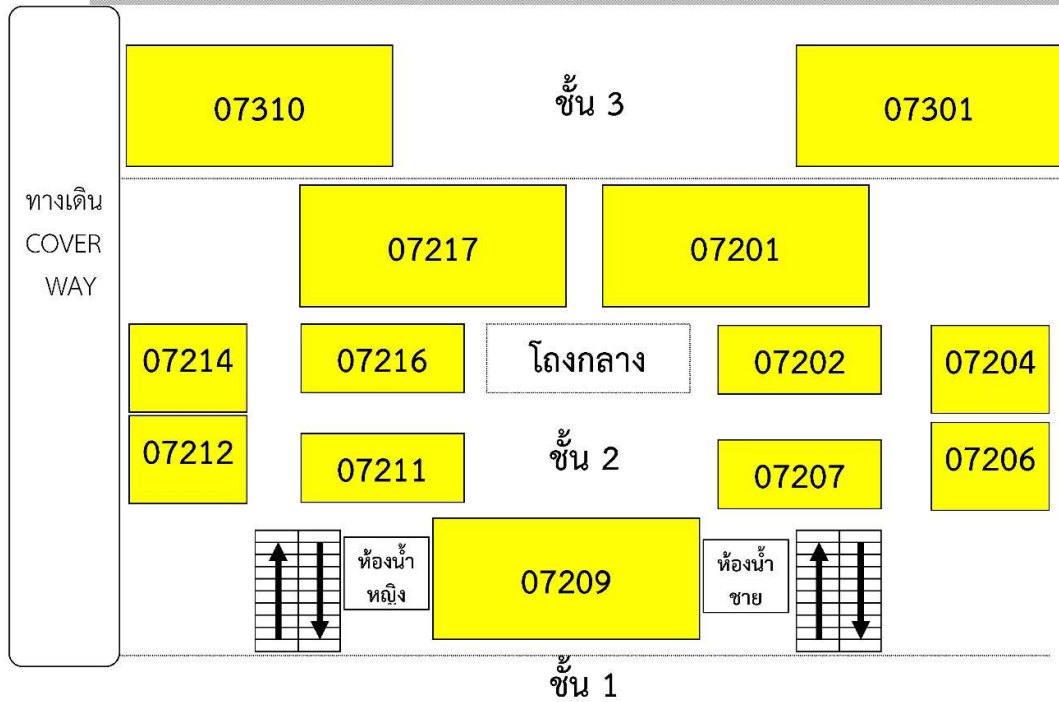 07310
ชั้น 3
07301
ทางเดิน
COVER
WAY
07217
07201
07214
07216
โถงกลาง
07202
07204
07212
07211
ชั้น 2
07207
07206
ห้องน้ำ
หญิง
07209
ห้องน้ำ
ชาย
ชั้น 1